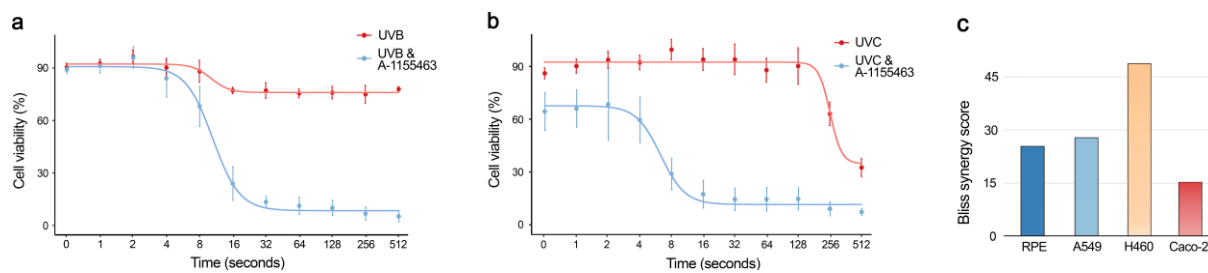 a
UVB
UVB &
A-1155463
Cell viability (%)
90
60
30
0
0 1 2 4 8 16 32 64 128 256 512
Time (seconds)
b
UVC
UVC &
A-1155463
Cell viability (%)
90
60
30
0
0 1 2 4 8 16 32 64 128 256 512
Time (seconds)
c
Bliss synergy score
45
30
15
0
RPE A549 H460 Caco-2